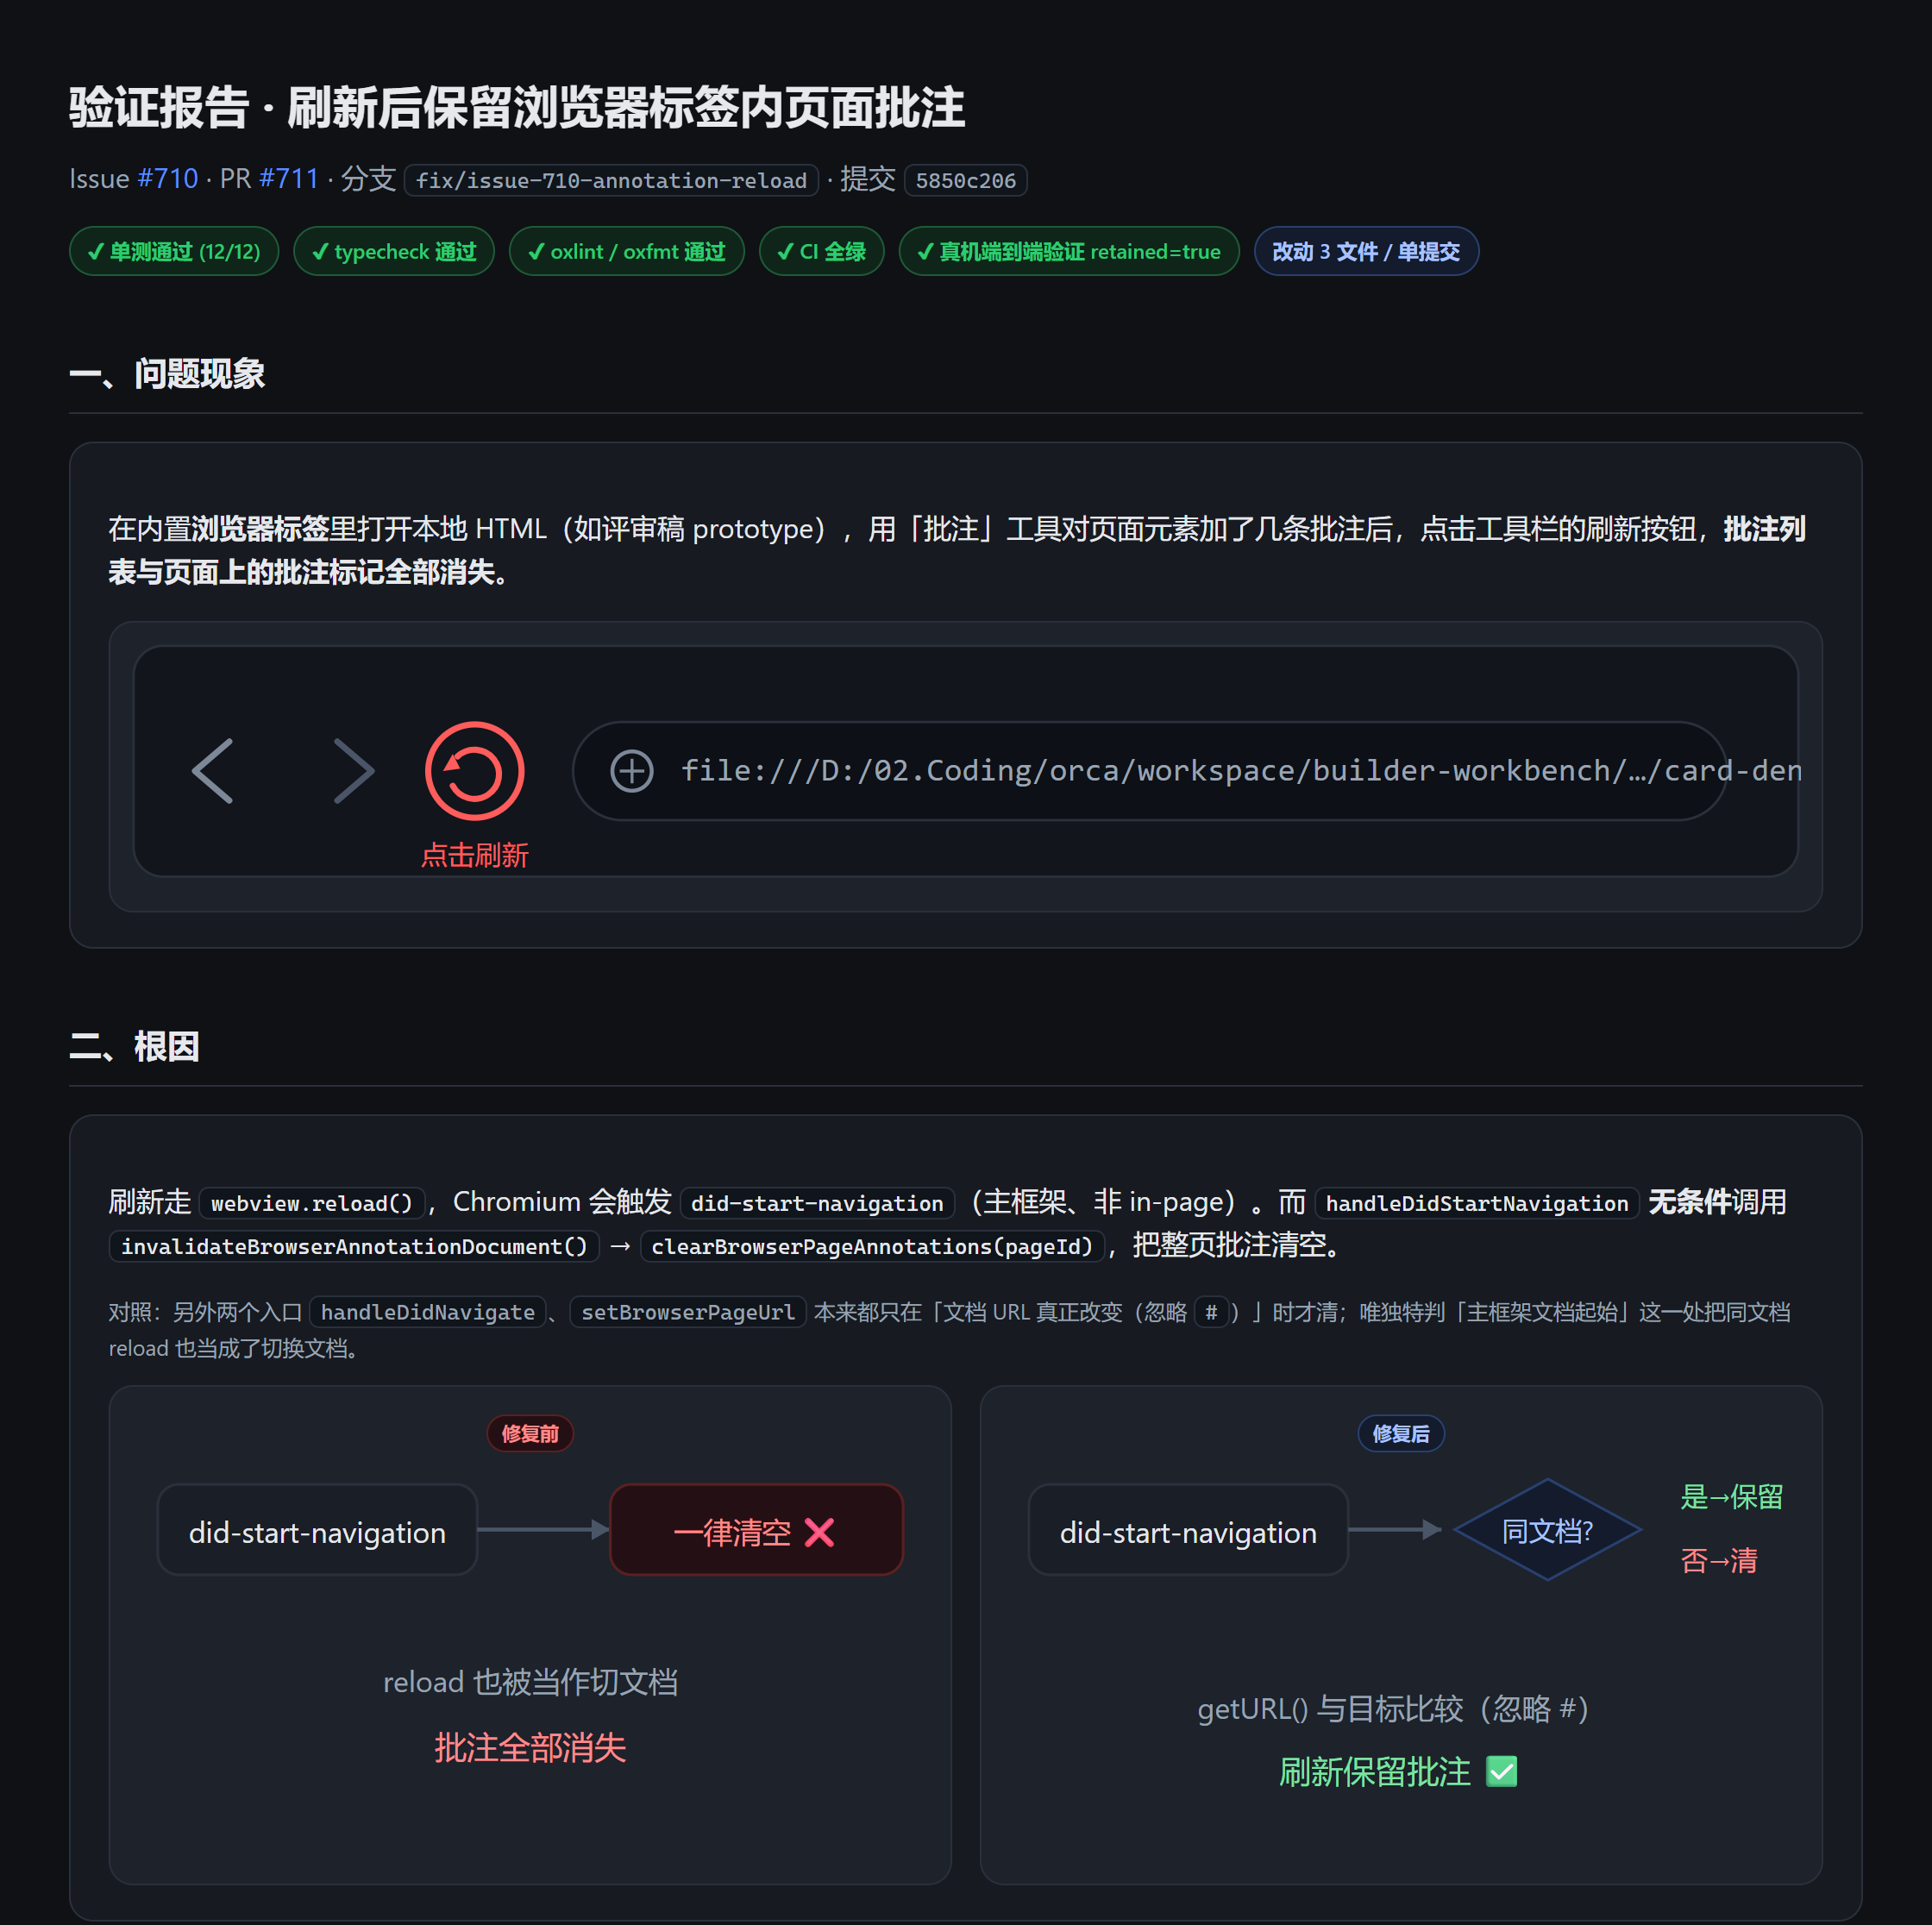 验证报告 · 刷新后保留浏览器标签内页面批注
Issue #710 · PR #711 · 分支 fix/issue-710-annotation-reload · 提交 5850c206
✓ 单测通过 (12/12) ✓ typecheck 通过 ✓ oxlint / oxfmt 通过 ✓ CI 全绿 ✓ 真机端到端验证 retained=true 改动 3 文件 / 单提交
一、问题现象
在内置浏览器标签里打开本地 HTML（如评审稿 prototype），用「批注」工具对页面元素加了几条批注后，点击工具栏的刷新按钮，批注列
表与页面上的批注标记全部消失。
file:///D:/02.Coding/orca/workspace/builder-workbench/…/card-den
点击刷新
二、根因
刷新走 webview.reload()，Chromium 会触发 did-start-navigation（主框架、非 in-page）。而 handleDidStartNavigation 无条件调用
invalidateBrowserAnnotationDocument() → clearBrowserPageAnnotations(pageId)，把整页批注清空。
对照：另外两个入口 handleDidNavigate、setBrowserPageUrl 本来都只在「文档 URL 真正改变（忽略 #）」时才清；唯独特判「主框架文档起始」这一处把同文档
reload 也当成了切换文档。
修复前
did-start-navigation
一律清空 ❌
reload 也被当作切文档
批注全部消失
修复后
did-start-navigation
同文档?
是→保留
否→清
getURL() 与目标比较（忽略 #）
刷新保留批注 ✅